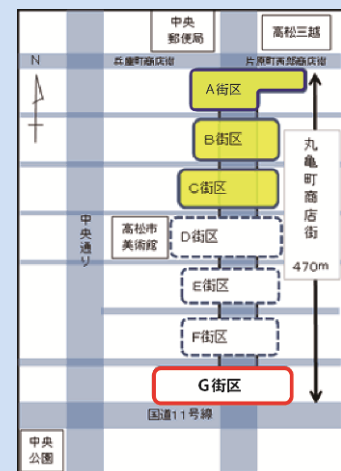 中央
郵便局
高松三越
N
兵庫町商店街
片原町西部商店街
A街区
B街区
C街区
高松市
美術館
D街区
E街区
F街区
G街区
中央通り
丸亀町商店街
470m
国道11号線
中央
公園